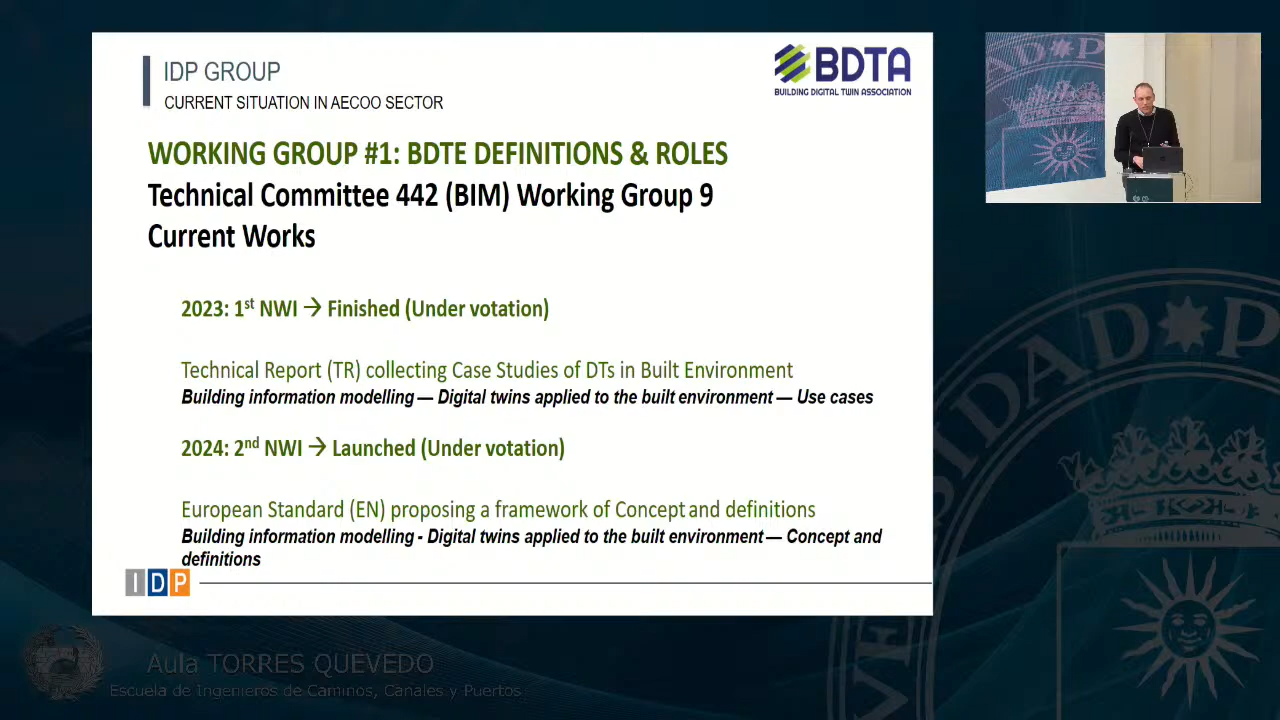 IDP GROUP
CURRENT SITUATION IN AECOO SECTOR
BDTA
BUILDING DIGITAL TWIN ASSOCIATION
WORKING GROUP #1: BDTE DEFINITIONS & ROLES
Technical Committee 442 (BIM) Working Group 9
Current Works
2023: 1st NWI → Finished (Under votation)
Technical Report (TR) collecting Case Studies of DTs in Built Environment
Building information modelling — Digital twins applied to the built environment — Use cases
2024: 2nd NWI → Launched (Under votation)
European Standard (EN) proposing a framework of Concept and definitions
Building information modelling - Digital twins applied to the built environment — Concept and
definitions
IDP
Aula TORRES QUEVEDO
Escuela de Ingenieros de Caminos, Canales y Puertos
VERSIDAD P